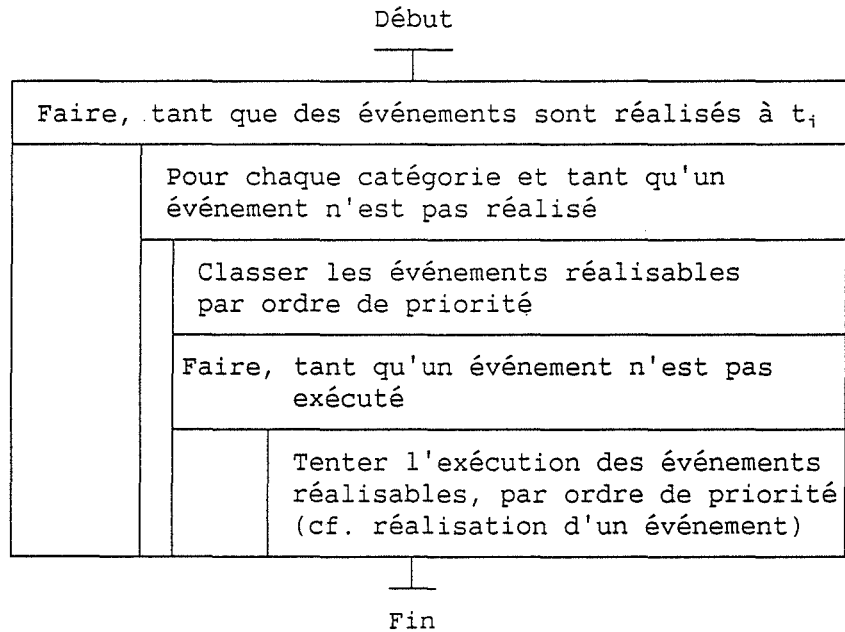 Début
Faire, tant que des événements sont réalisés à tᵢ
Pour chaque catégorie et tant qu'un
événement n'est pas réalisé
Classer les événements réalisables
par ordre de priorité
Faire, tant qu'un événement n'est pas
exécuté
Tenter l'exécution des événements
réalisables, par ordre de priorité
(cf. réalisation d'un événement)
Fin